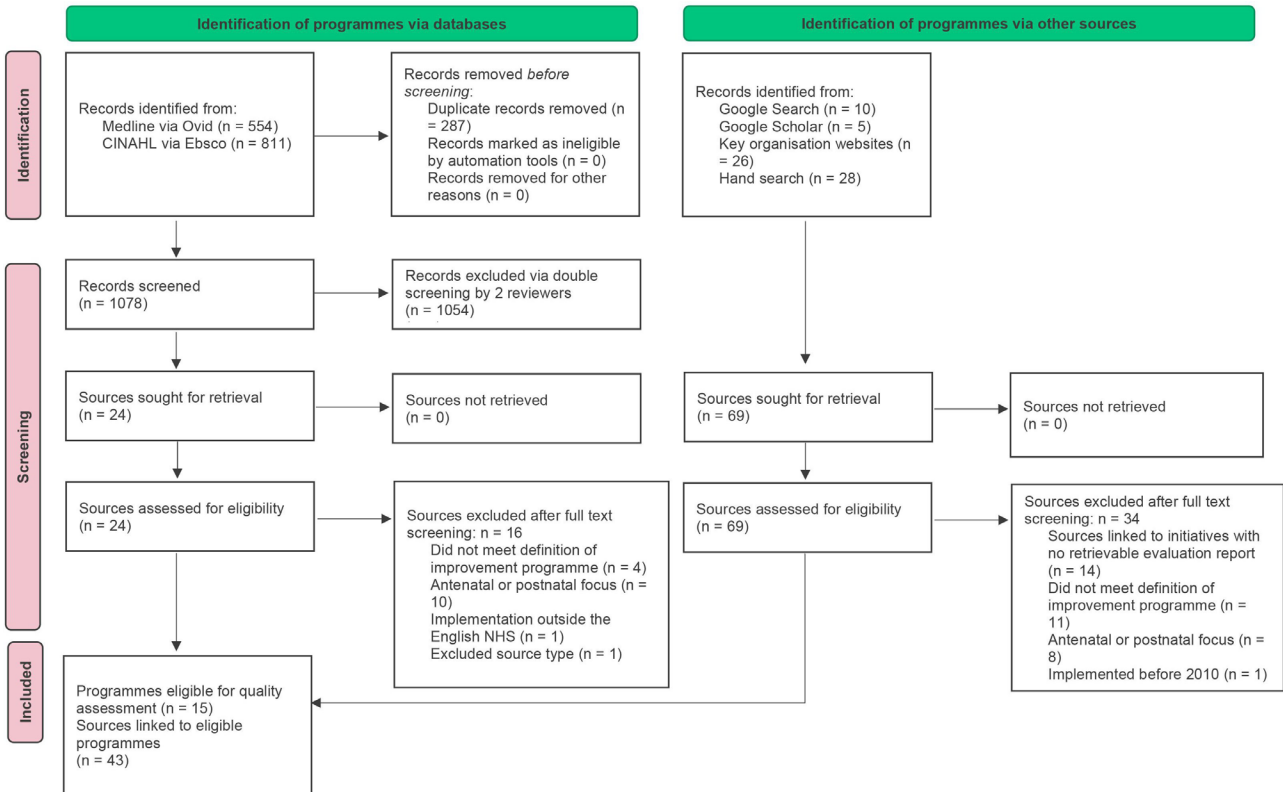 Identification of programmes via databases
Identification of programmes via other sources
Identification
Records identified from:
Medline via Ovid (n = 554)
CINAHL via Ebsco (n = 811)
Records removed before
screening:
Duplicate records removed (n
= 287)
Records marked as ineligible
by automation tools (n = 0)
Records removed for other
reasons (n = 0)
Records identified from:
Google Search (n = 10)
Google Scholar (n = 5)
Key organisation websites (n
= 26)
Hand search (n = 28)
Screening
Records screened
(n = 1078)
Records excluded via double
screening by 2 reviewers
(n = 1054)
Sources sought for retrieval
(n = 24)
Sources not retrieved
(n = 0)
Sources sought for retrieval
(n = 69)
Sources not retrieved
(n = 0)
Sources assessed for eligibility
(n = 24)
Sources excluded after full text
screening: n = 16
Did not meet definition of
improvement programme (n = 4)
Antenatal or postnatal focus (n =
10)
Implementation outside the
English NHS (n = 1)
Excluded source type (n = 1)
Sources assessed for eligibility
(n = 69)
Sources excluded after full text
screening: n = 34
Sources linked to initiatives with
no retrievable evaluation report
(n = 14)
Did not meet definition of
improvement programme (n =
11)
Antenatal or postnatal focus (n =
8)
Implemented before 2010 (n = 1)
Included
Programmes eligible for quality
assessment (n = 15)
Sources linked to eligible
programmes
(n = 43)